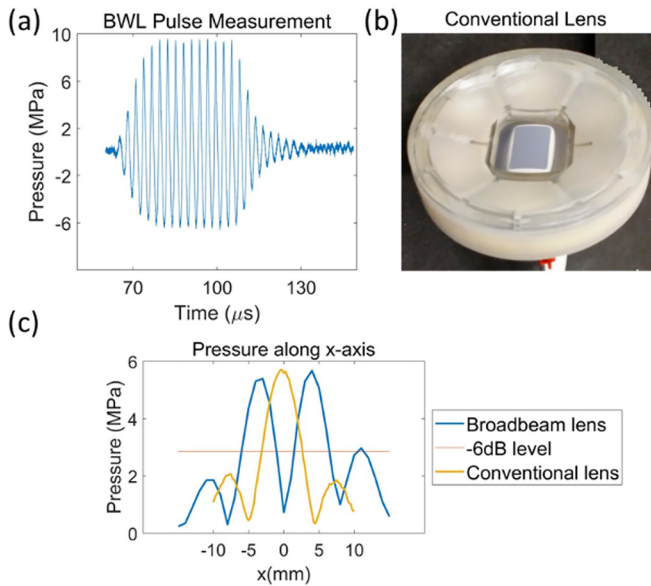 (a)
BWL Pulse Measurement
10
6
2
-2
-6
Pressure (MPa)
70
100
130
Time (μs)
(b)
Conventional Lens
(c)
Pressure along x-axis
6
4
2
0
Pressure (MPa)
-10
-5
0
5
10
x(mm)
Broadbeam lens
-6dB level
Conventional lens